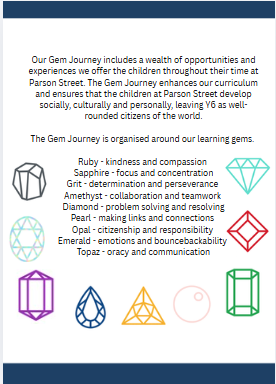 Our Gem Journey includes a wealth of opportunities and
experiences we offer the children throughout their time at
Parson Street. The Gem Journey enhances our curriculum
and ensures that the children at Parson Street develop
socially, culturally and personally, leaving Y6 as well-
rounded citizens of the world.
The Gem Journey is organised around our learning gems.
Ruby - kindness and compassion
Sapphire - focus and concentration
Grit - determination and perseverance
Amethyst - collaboration and teamwork
Diamond - problem solving and resolving
Pearl - making links and connections
Opal - citizenship and responsibility
Emerald - emotions and bouncebackability
Topaz - oracy and communication